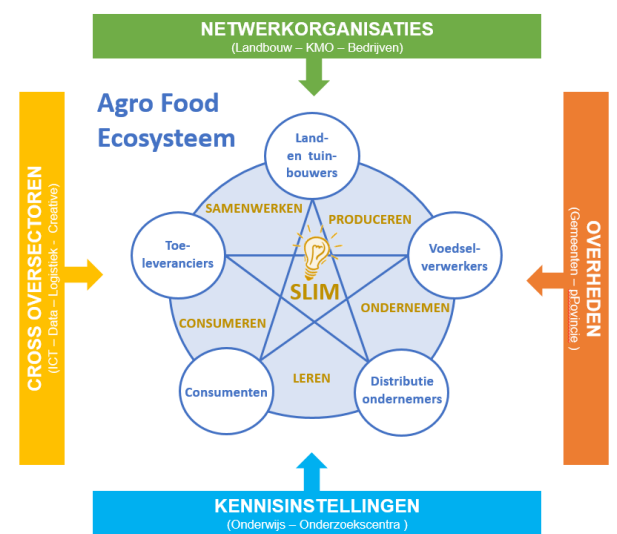 NETWERKORGANISATIES
(Landbouw – KMO – Bedrijven)
Agro Food
Ecosysteem
CROSS OVERSECTOREN
(ICT – Data – Logistiek - Creative)
OVERHEDEN
(Gemeenten – pPovincie )
Land-
en tuin-
bouwers
SAMENWERKEN
PRODUCEREN
Toe-
leveranciers
Voedsel-
verwerkers
SLIM
CONSUMEREN
ONDERNEMEN
LEREN
Consumenten
Distributie
ondernemers
KENNISINSTELLINGEN
(Onderwijs – Onderzoekscentra )